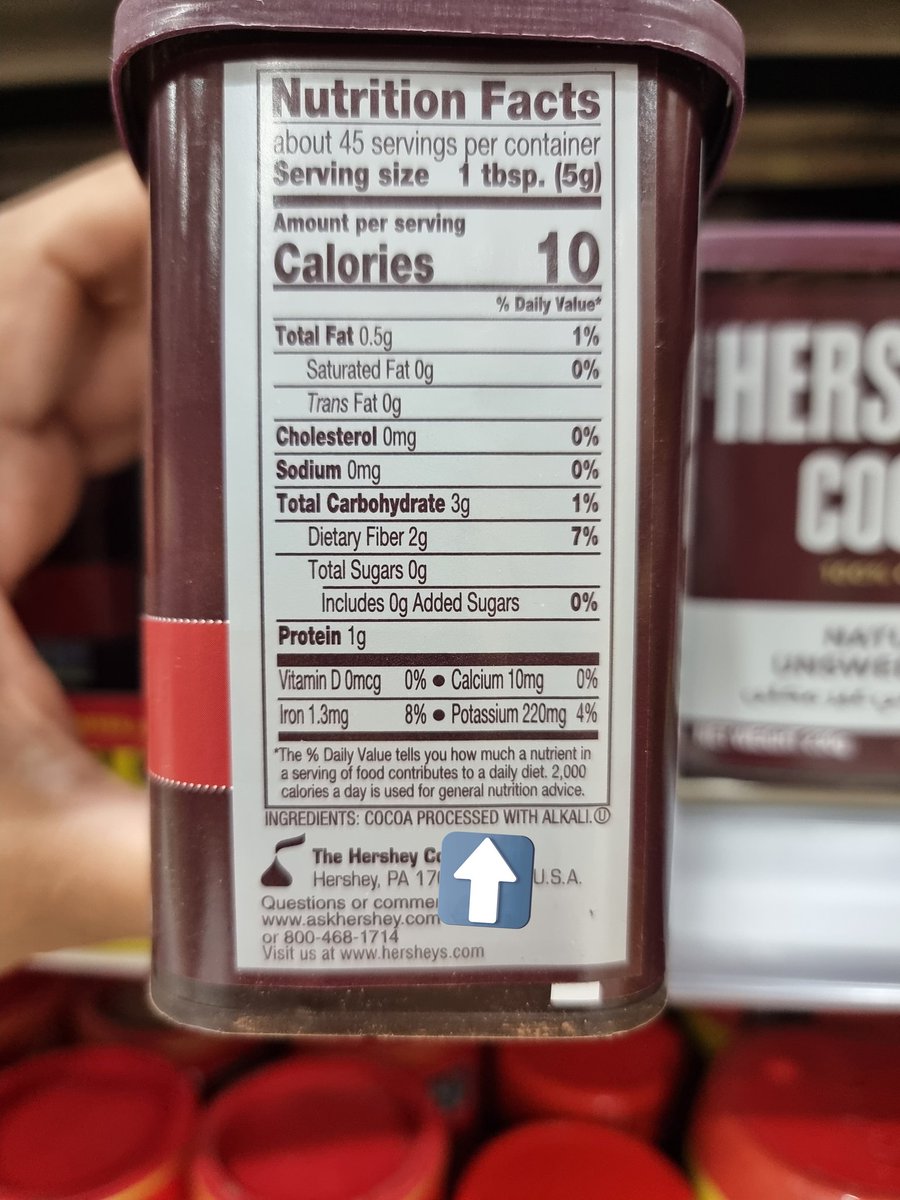 Nutrition Facts
about 45 servings per container
Serving size 1 tbsp. (5g)
Amount per serving
Calories 10
% Daily Value*
Total Fat 0.5g 1%
Saturated Fat 0g 0%
Trans Fat 0g
Cholesterol 0mg 0%
Sodium 0mg 0%
Total Carbohydrate 3g 1%
Dietary Fiber 2g 7%
Total Sugars 0g
Includes 0g Added Sugars 0%
Protein 1g
Vitamin D 0mcg 0% ● Calcium 10mg 0%
Iron 1.3mg 8% ● Potassium 220mg 4%
*The % Daily Value tells you how much a nutrient in
a serving of food contributes to a daily diet. 2,000
calories a day is used for general nutrition advice.
INGREDIENTS: COCOA PROCESSED WITH ALKALI. Ⓤ
The Hershey
Hershey, PA U.S.A.
Questions or
www.askhershey.com
or 800-468-1714
Visit us at www.hersheys.com
HERS
COC
100%
NATU
UNSWEE